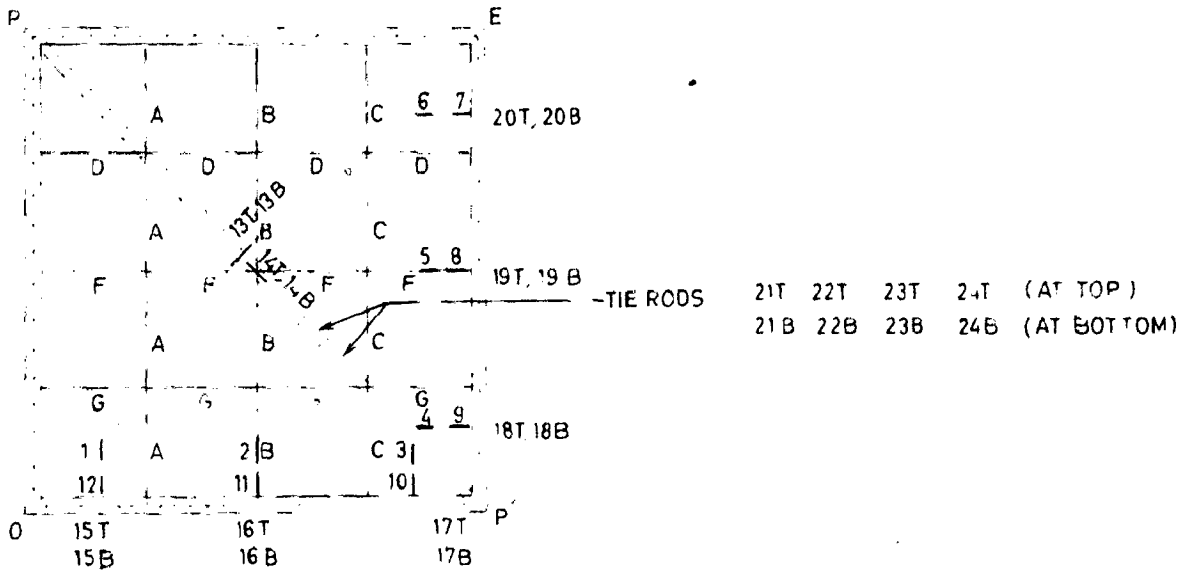 P E
A B C 6 7 20T, 20B
D D D D
13T, 13B
A B C
14T, 14B
5 8 19T, 19 B
F F F F
-TIE RODS 21T 22T 23T 24T (AT TOP)
21B 22B 23B 24B (AT BOTTOM)
A B C
G G G
4 9 18T, 18B
1 A 2 B C 3
12 11 10
O 15T 16T 17T P'
15B 16B 17B